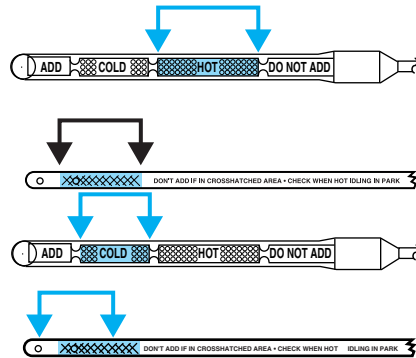 ADD COLD HOT DO NOT ADD
DON'T ADD IF IN CROSSHATCHED AREA • CHECK WHEN HOT IDLING IN PARK
ADD COLD HOT DO NOT ADD
DON'T ADD IF IN CROSSHATCHED AREA • CHECK WHEN HOT IDLING IN PARK